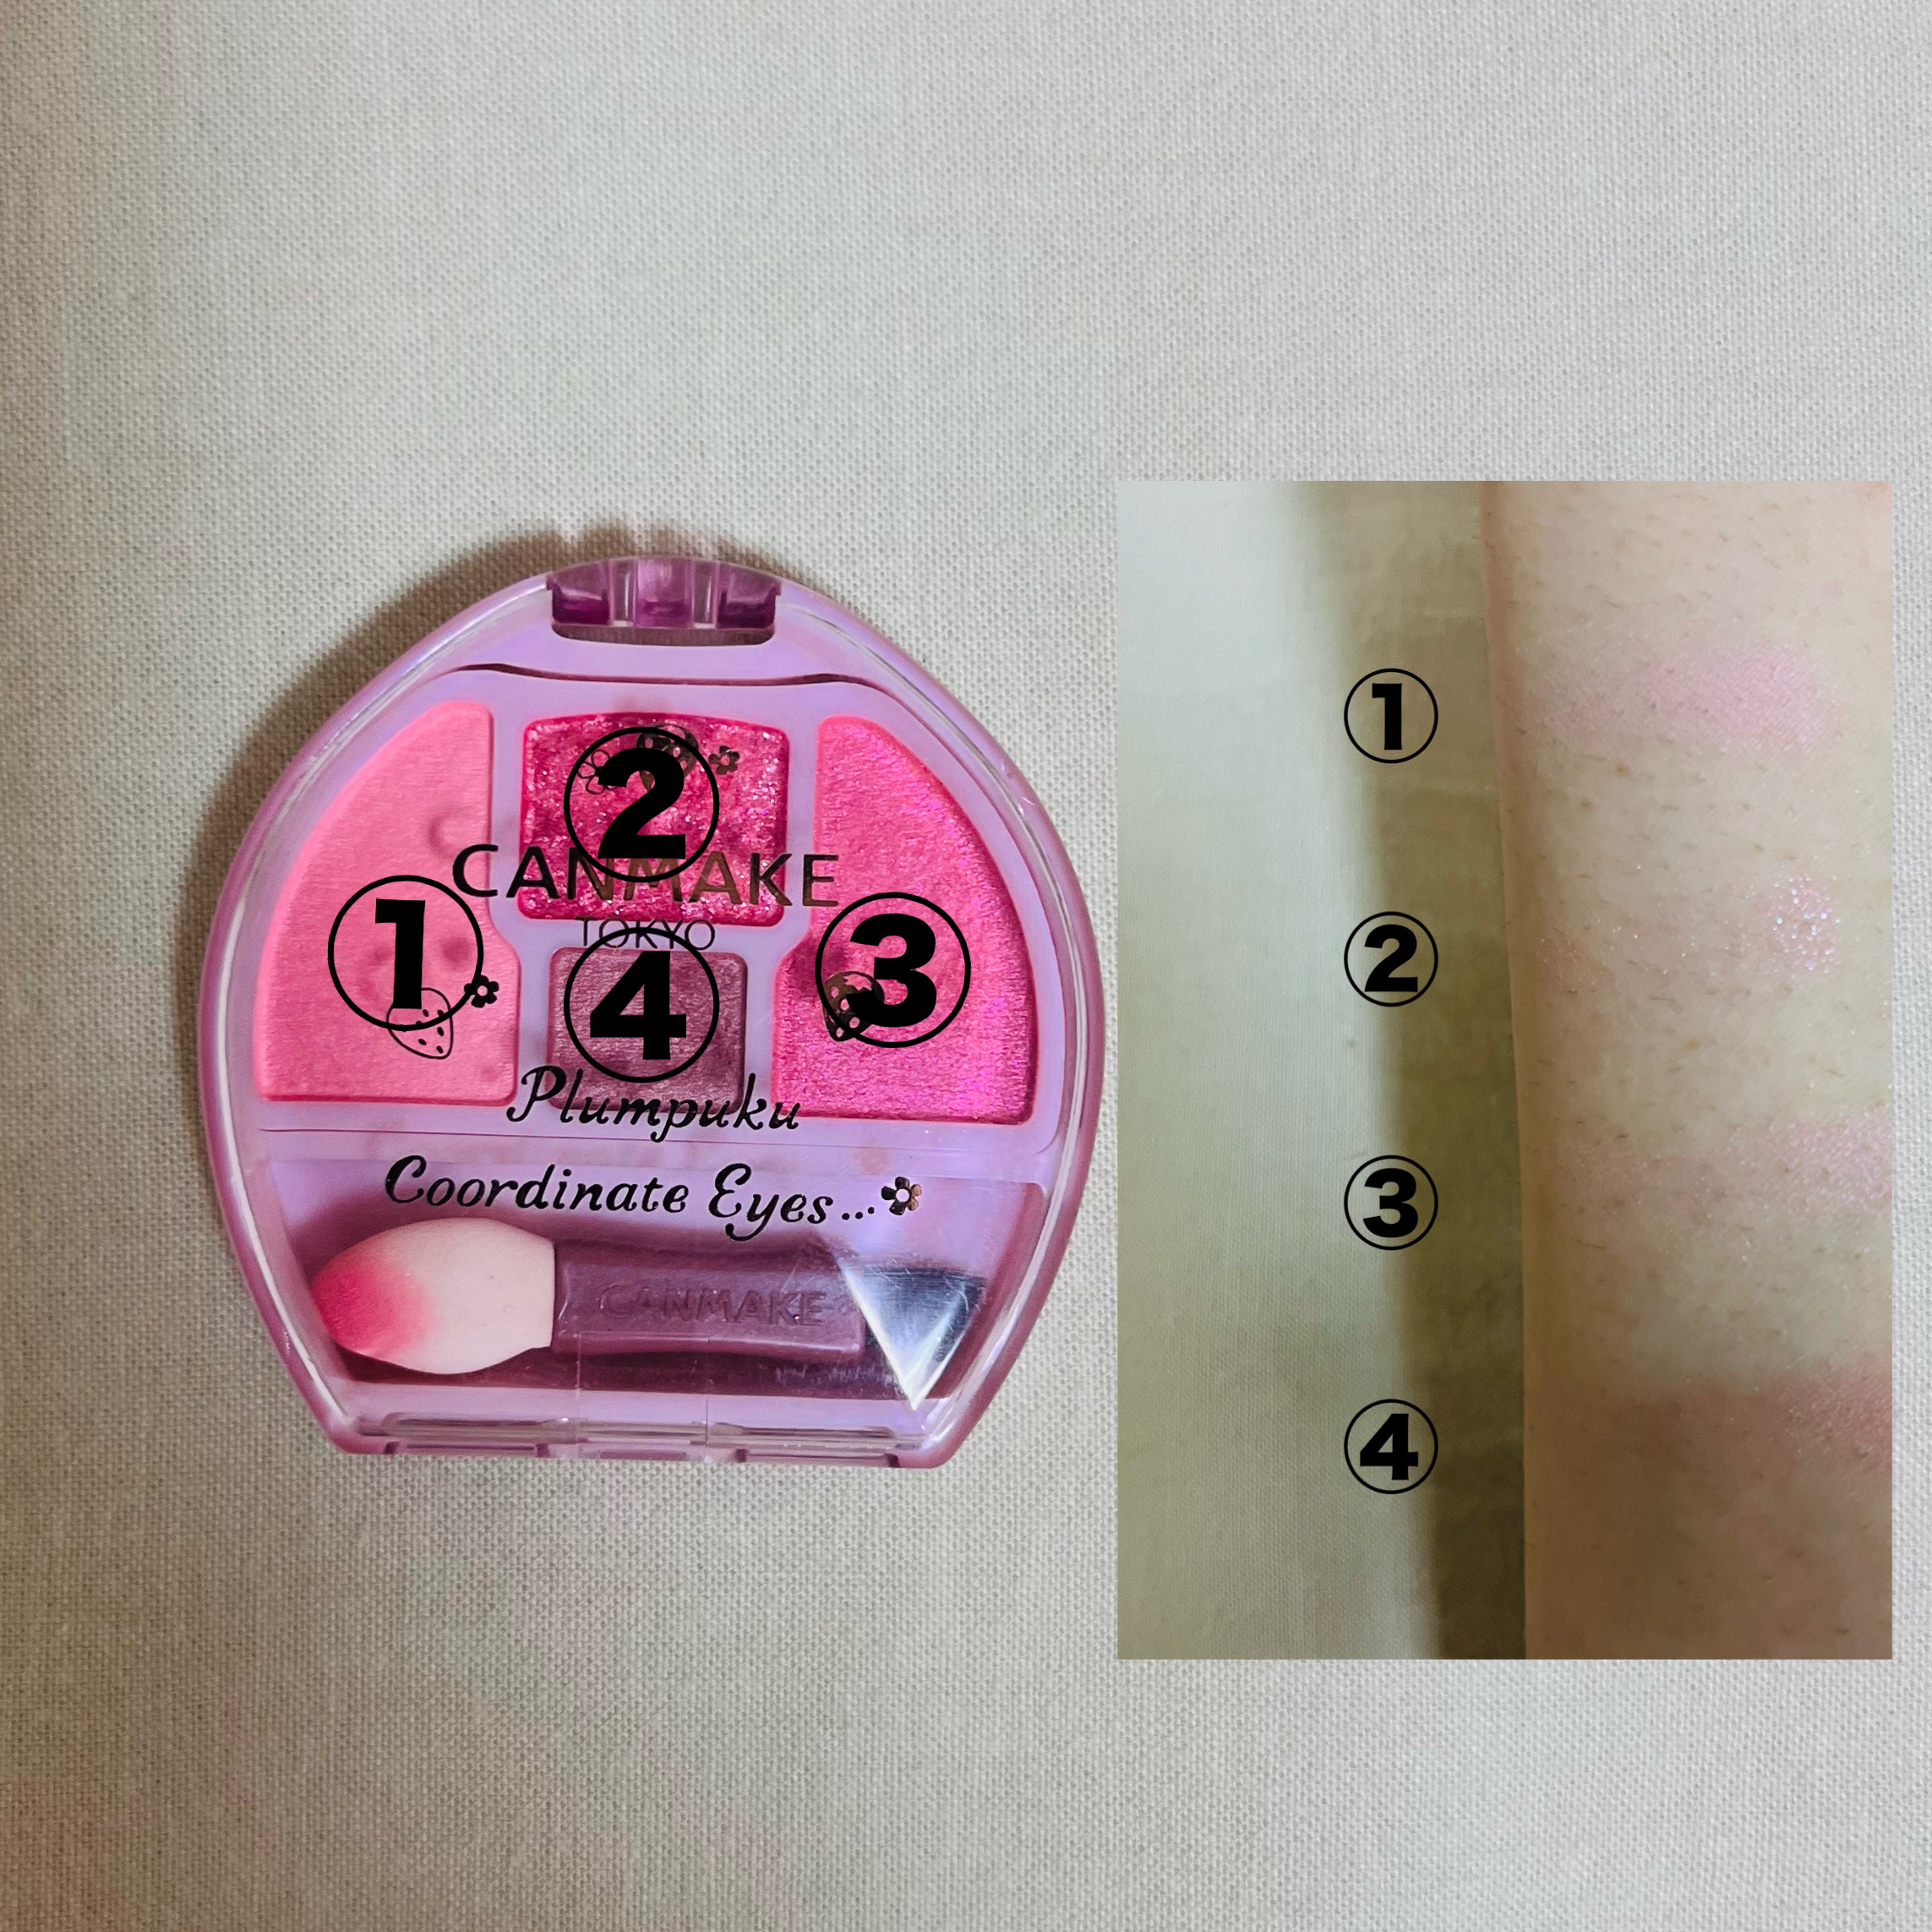 ②
CANMAKE
TOKYO
①
④
③
Plumpuku
Coordinate Eyes...
CANMAKE
①
②
③
④